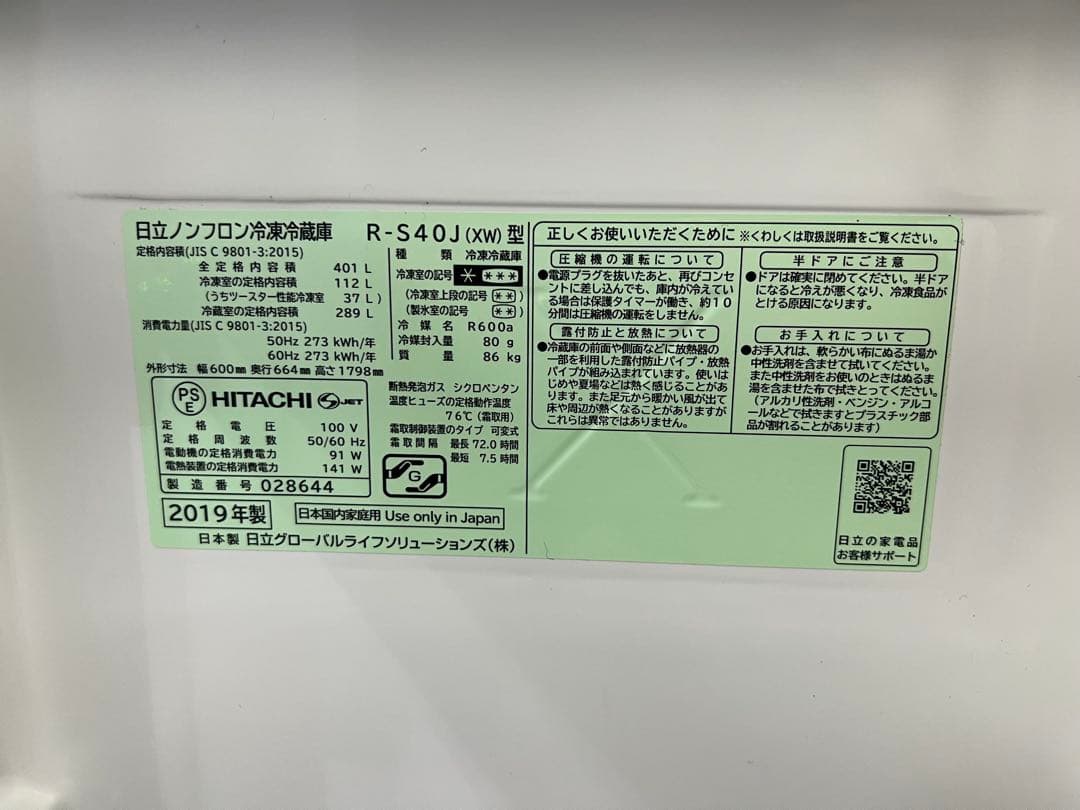 日立ノンフロン冷凍冷蔵庫 R-S40J(XW)型
定格内容積(JIS C 9801-3:2015)
全定格内容積 401 L
冷凍室の定格内容積 112 L
(うちツースター性能冷凍室 37 L)
冷蔵室の定格内容積 289 L
消費電力量(JIS C 9801-3:2015)
50Hz 273 kWh/年
60Hz 273 kWh/年
外形寸法 幅600mm 奥行664mm 高さ1798mm
種類 冷凍冷蔵庫
冷凍室の記号 * ***
(冷凍室上段の記号 **)
(製氷室の記号 **)
冷媒名 R600a
冷媒封入量 80 g
質量 86 kg
PS
E
HITACHI S JET
定格電圧 100 V
定格周波数 50/60 Hz
電動機の定格消費電力 91 W
電熱装置の定格消費電力 141 W
製造番号 028644
断熱発泡ガス シクロペンタン
温度ヒューズの定格動作温度
76℃(霜取用)
霜取制御装置のタイプ 可変式
霜取間隔 最長 72.0 時間
最短 7.5 時間
G
2019年製
日本国内家庭用 Use only in Japan
日本製 日立グローバルライフソリューションズ(株)
正しくお使いいただくために ※くわしくは取扱説明書をご覧ください。
圧縮機の運転について
●電源プラグを抜いたあと、再びコンセ
ントに差し込んでも、庫内が冷えてい
る場合は保護タイマーが働き、約10
分間は圧縮機の運転をしません。
露付防止と放熱について
●冷蔵庫の前面や側面などに放熱器の
一部を利用した露付防止パイプ・放熱
パイプが組み込まれています。使いは
じめや夏場などは熱く感じることがあ
ります。また足元から暖かい風が出て
床や周辺が熱くなることがありますが
これらは異常ではありません。
半ドアにご注意
●ドアは確実に閉めてください。半ドア
になると冷えが悪くなり、冷凍食品が
とける原因になります。
お手入れについて
●お手入れは、軟らかい布にぬるま湯か
中性洗剤を含ませて拭いてください。
また中性洗剤をお使いのときはぬるま
湯を含ませた布で拭きとってください。
(アルカリ性洗剤・ベンジン・アルコ
ールなどで拭きますとプラスチック部
品が割れることがあります)
日立の家電品
お客様サポート